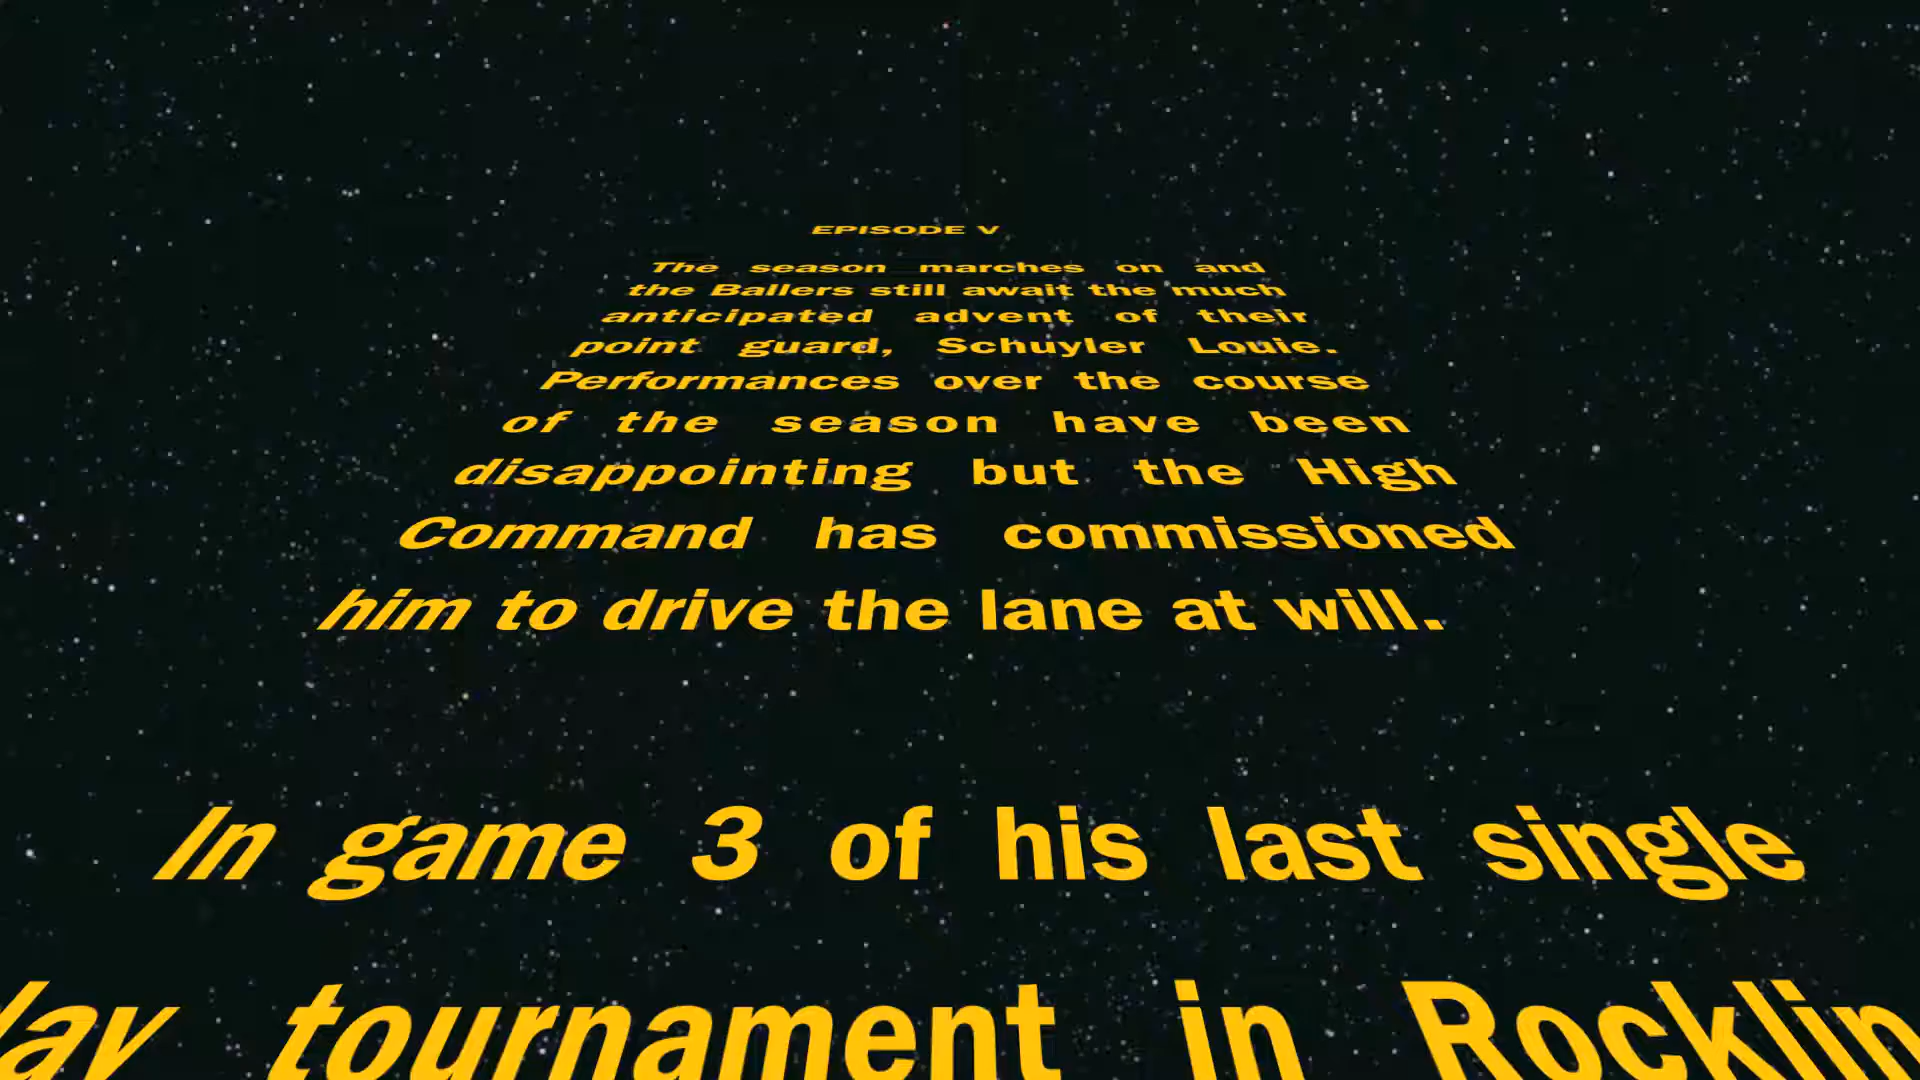 EPISODE V
The season marches on and
the Ballers still await the much
anticipated advent of their
point guard, Schuyler Louie.
Performances over the course
of the season have been
disappointing but the High
Command has commissioned
him to drive the lane at will.
In game 3 of his last single
day tournament in Rocklin